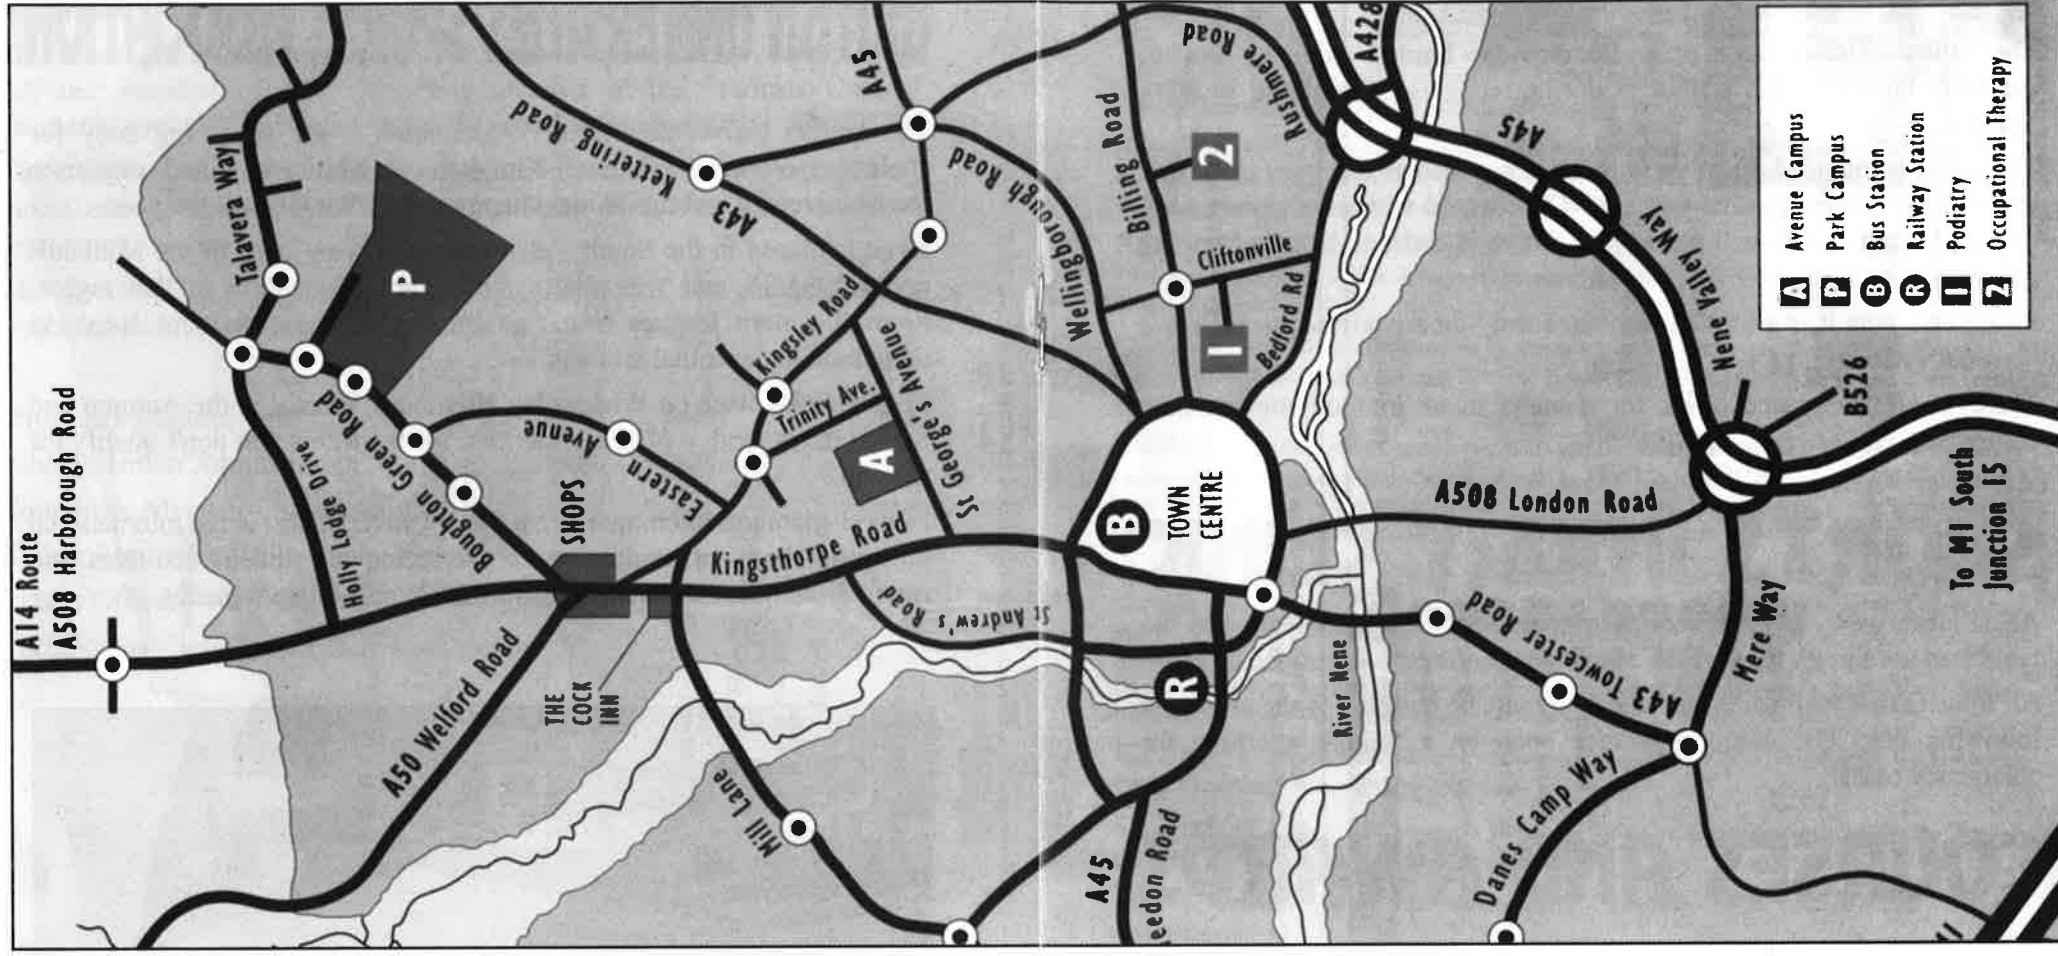 A14 Route
A508 Harborough Road
Holly Lodge Drive
Boughton Green Road
Talavera Way
P
SHOPS
Eastern Avenue
A50 Welford Road
THE
COCK
INN
Mill Lane
Kingsthorpe Road
St Andrew's Road
St George's Avenue
A
Trinity Ave.
Kingsley Road
Kettering Road
A43
A45
Wellingborough Road
Billing Road
Rushmere Road
A428
2
Cliftonville
1
Bedford Rd
B
TOWN
CENTRE
R
A45
eedon Road
River Nene
A508 London Road
A43 Towcester Road
Danes Camp Way
Mere Way
A45
Nene Valley Way
B526
To M1 South
Junction 15
M1
A Avenue Campus
P Park Campus
B Bus Station
R Railway Station
1 Podiatry
2 Occupational Therapy